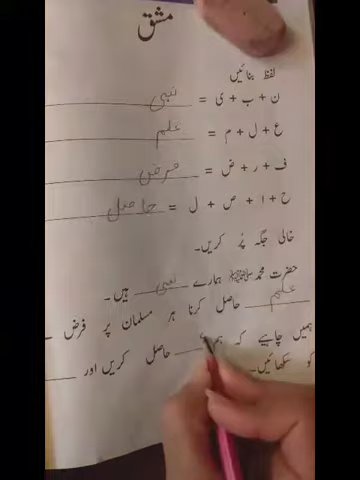 مشق
لفظ بنائیں
ن + ب + ی = نبی
ع + ل + م = علم
ف + ر + ض = فرض
ح + ا + ص + ل = حاصل
خالی جگہ پُر کریں۔
حضرت محمد ﷺ ہمارے نبی ہیں۔
علم حاصل کرنا ہر مسلمان پر فرض
ہمیں چاہیے کہ ہم حاصل کریں اور
کو سکھائیں۔